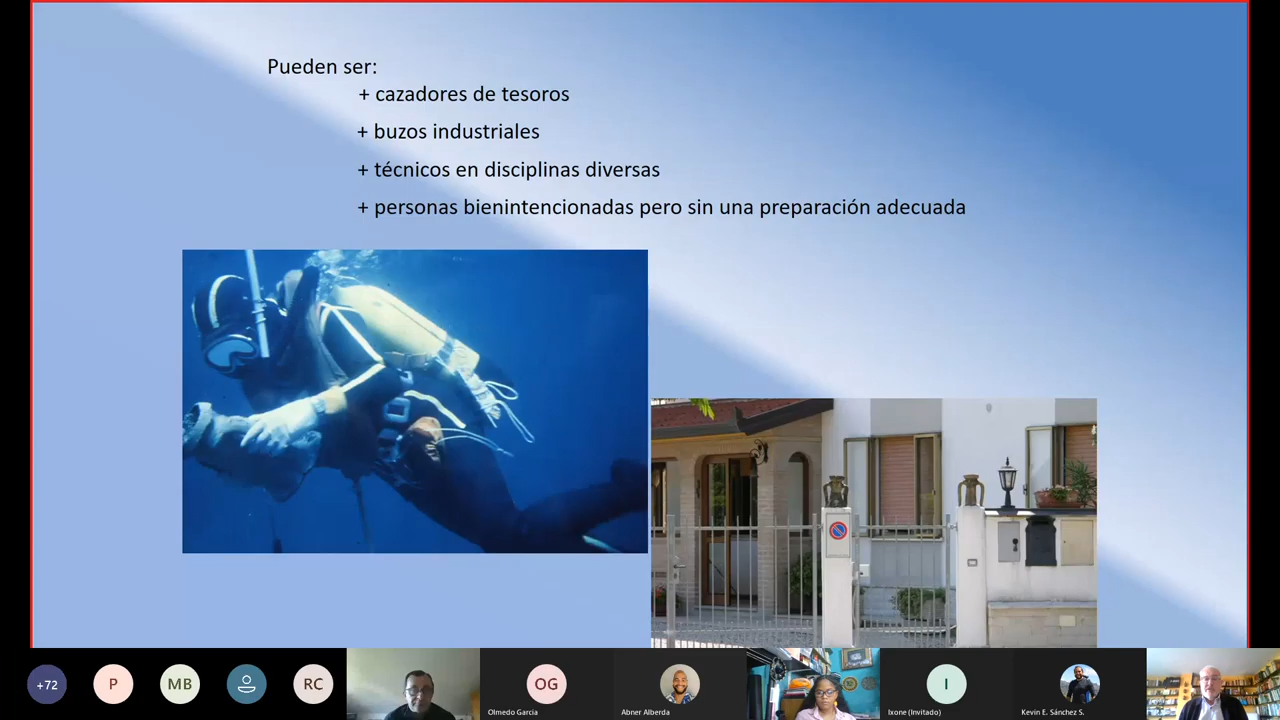 Pueden ser:
+ cazadores de tesoros
+ buzos industriales
+ técnicos en disciplinas diversas
+ personas bienintencionadas pero sin una preparación adecuada
+72
P
MB
RC
OG
I
Olmedo Garcia
Abner Alberda
Ixone (Invitado)
Kevin E. Sánchez S.